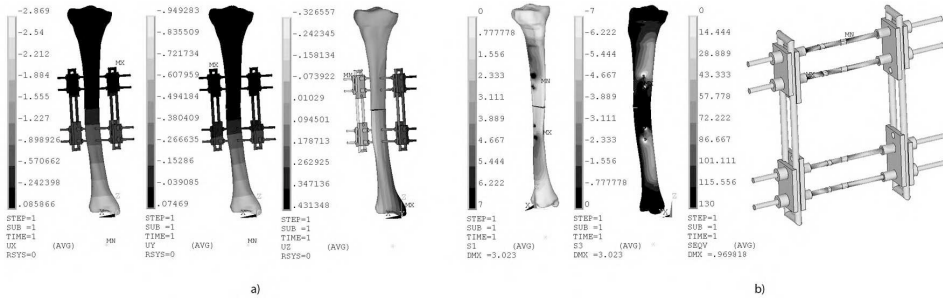 -2.869
-2.54
-2.212
-1.884
-1.555
-1.227
-.898926
-.570662
-.242398
.085866
MX
STEP=1
SUB =1
TIME=1
UX (AVG)
RSYS=0
MN
-.949283
-.835509
-.721734
-.607959
-.494184
-.380409
-.266635
-.15286
-.039085
.07469
MX
STEP=1
SUB =1
TIME=1
UY (AVG)
RSYS=0
MN
-.326557
-.242345
-.158134
-.073922
.01029
.094501
.178713
.262925
.347136
.431348
MN
MX
STEP=1
SUB =1
TIME=1
UZ (AVG)
RSYS=0
a)
0
.777778
1.556
2.333
3.111
3.889
4.667
5.444
6.222
7
MN
MX
X
STEP=1
SUB =1
TIME=1
S1 (AVG)
DMX =3.023
-7
-6.222
-5.444
-4.667
-3.889
-3.111
-2.333
-1.556
-.777778
0
STEP=1
SUB =1
TIME=1
S3 (AVG)
DMX =3.023
0
14.444
28.889
43.333
57.778
72.222
86.667
101.111
115.556
130
MN
MX
STEP=1
SUB =1
TIME=1
SEQV (AVG)
DMX =.969818
b)